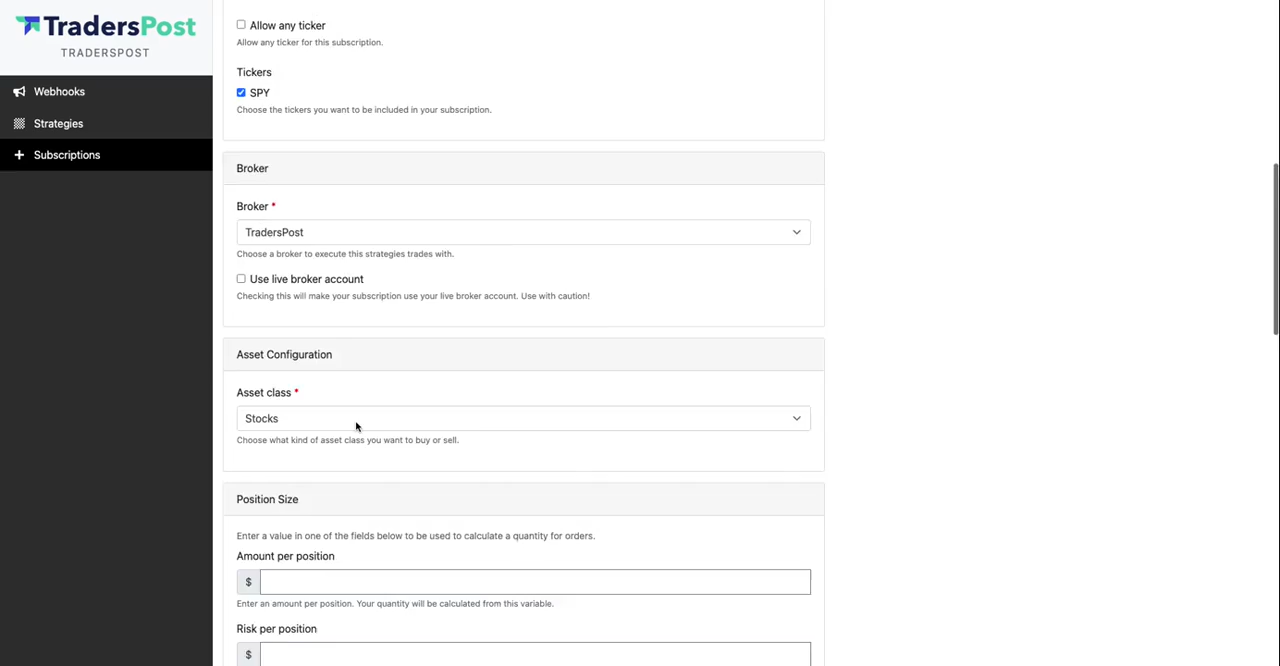 TradersPost
TRADERSPOST
Webhooks
Strategies
Subscriptions
Allow any ticker
Allow any ticker for this subscription.
Tickers
SPY
Choose the tickers you want to be included in your subscription.
Broker
Broker *
TradersPost
Choose a broker to execute this strategies trades with.
Use live broker account
Checking this will make your subscription use your live broker account. Use with caution!
Asset Configuration
Asset class *
Stocks
Choose what kind of asset class you want to buy or sell.
Position Size
Enter a value in one of the fields below to be used to calculate a quantity for orders.
Amount per position
$
Enter an amount per position. Your quantity will be calculated from this variable.
Risk per position
$